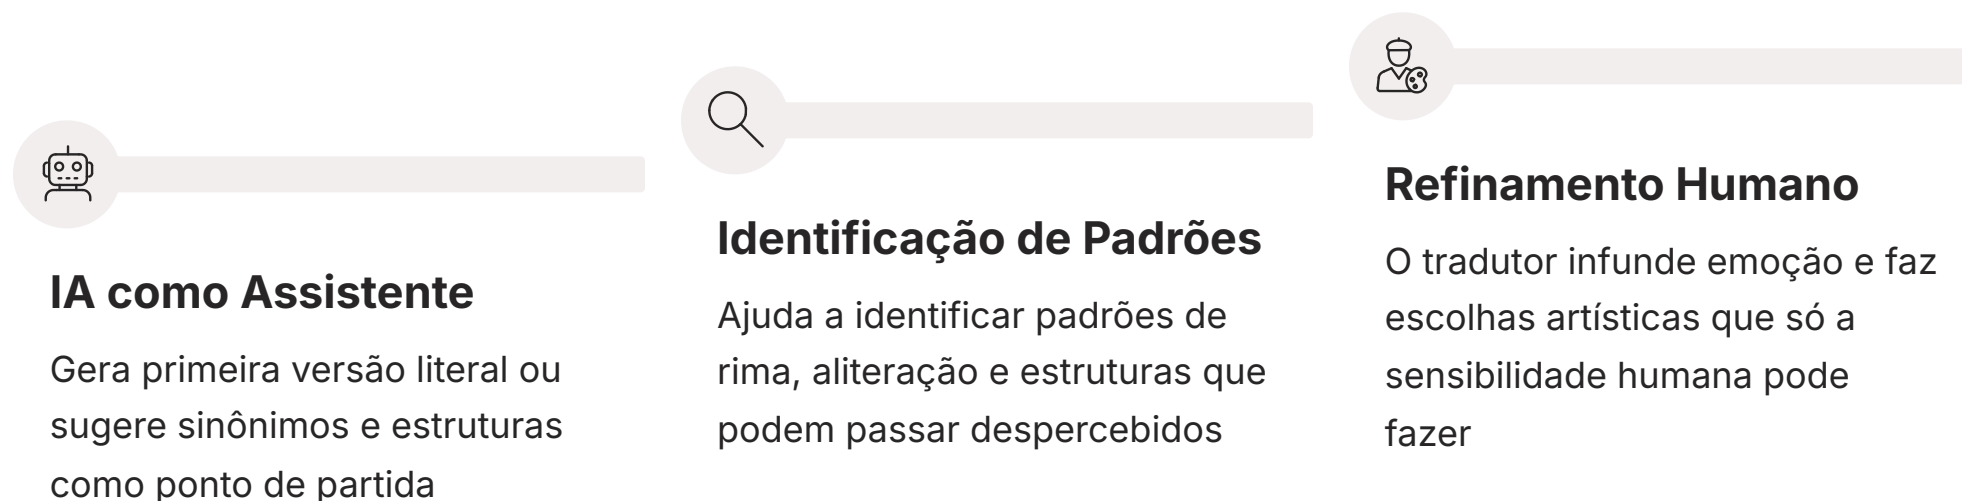 IA como Assistente
Gera primeira versão literal ou
sugere sinônimos e estruturas
como ponto de partida
Identificação de Padrões
Ajuda a identificar padrões de
rima, aliteração e estruturas que
podem passar despercebidos
Refinamento Humano
O tradutor infunde emoção e faz
escolhas artísticas que só a
sensibilidade humana pode
fazer